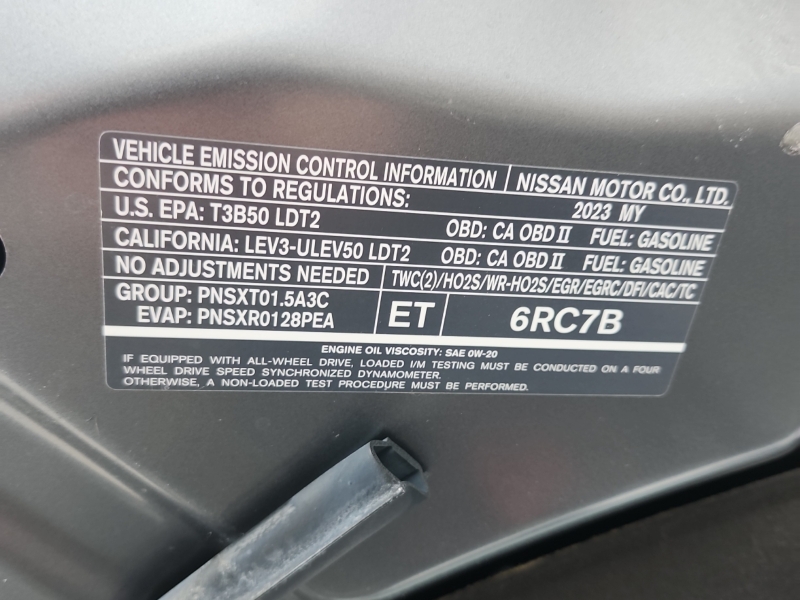 VEHICLE EMISSION CONTROL INFORMATION NISSAN MOTOR CO., LTD.
CONFORMS TO REGULATIONS: 2023 MY
U.S. EPA: T3B50 LDT2 OBD: CA OBD II FUEL: GASOLINE
CALIFORNIA: LEV3-ULEV50 LDT2 OBD: CA OBD II FUEL: GASOLINE
NO ADJUSTMENTS NEEDED TWC(2)/HO2S/WR-HO2S/EGR/EGRC/DFI/CAC/TC
GROUP: PNSXT01.5A3C
EVAP: PNSXR0128PEA
ET 6RC7B
ENGINE OIL VISCOSITY: SAE 0W-20
IF EQUIPPED WITH ALL-WHEEL DRIVE, LOADED I/M TESTING MUST BE CONDUCTED ON A FOUR
WHEEL DRIVE SPEED SYNCHRONIZED DYNAMOMETER.
OTHERWISE, A NON-LOADED TEST PROCEDURE MUST BE PERFORMED.